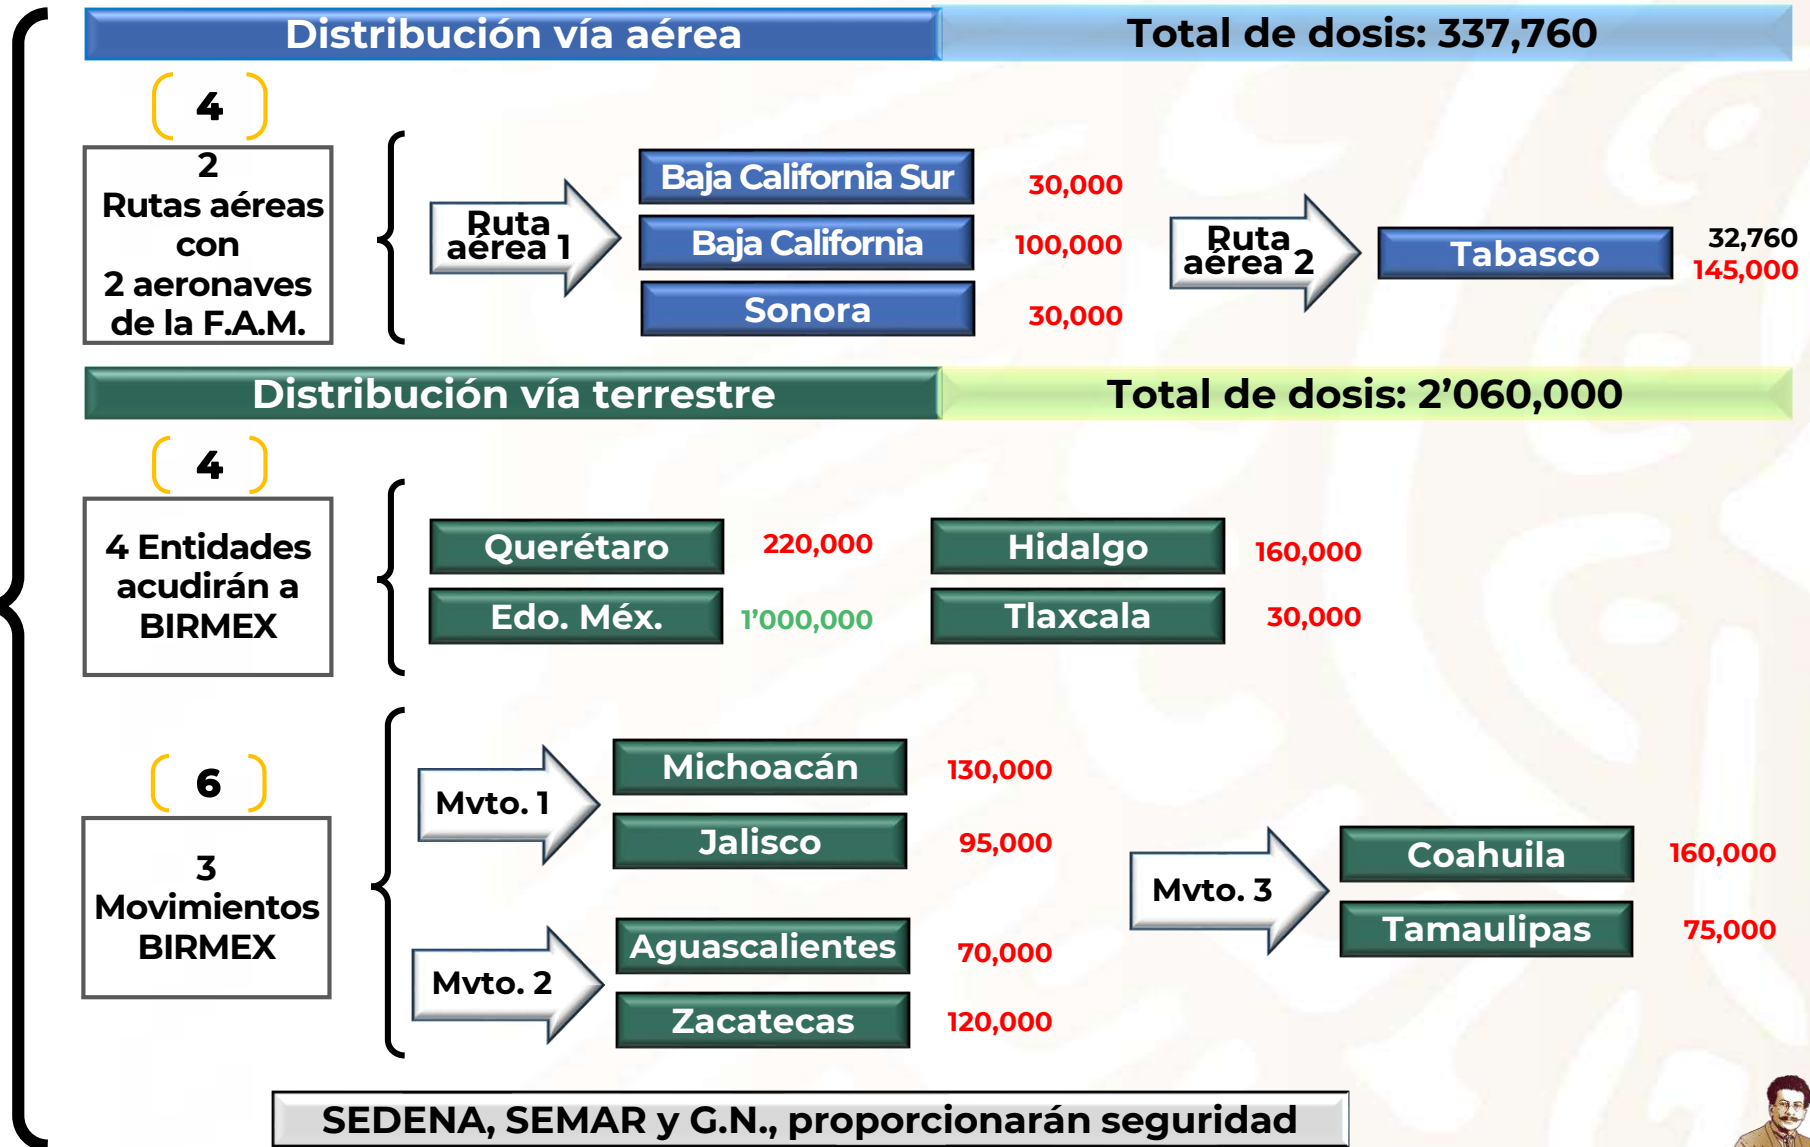 Distribución vía aérea
Total de dosis: 337,760
4
2
Rutas aéreas
con
2 aeronaves
de la F.A.M.
Ruta
aérea 1
Baja California Sur
30,000
Baja California
100,000
Sonora
30,000
Ruta
aérea 2
Tabasco
32,760
145,000
Distribución vía terrestre
Total de dosis: 2’060,000
4
4 Entidades
acudirán a
BIRMEX
Querétaro
220,000
Hidalgo
160,000
Edo. Méx.
1’000,000
Tlaxcala
30,000
6
3
Movimientos
BIRMEX
Mvto. 1
Michoacán
130,000
Jalisco
95,000
Mvto. 2
Aguascalientes
70,000
Zacatecas
120,000
Mvto. 3
Coahuila
160,000
Tamaulipas
75,000
SEDENA, SEMAR y G.N., proporcionarán seguridad